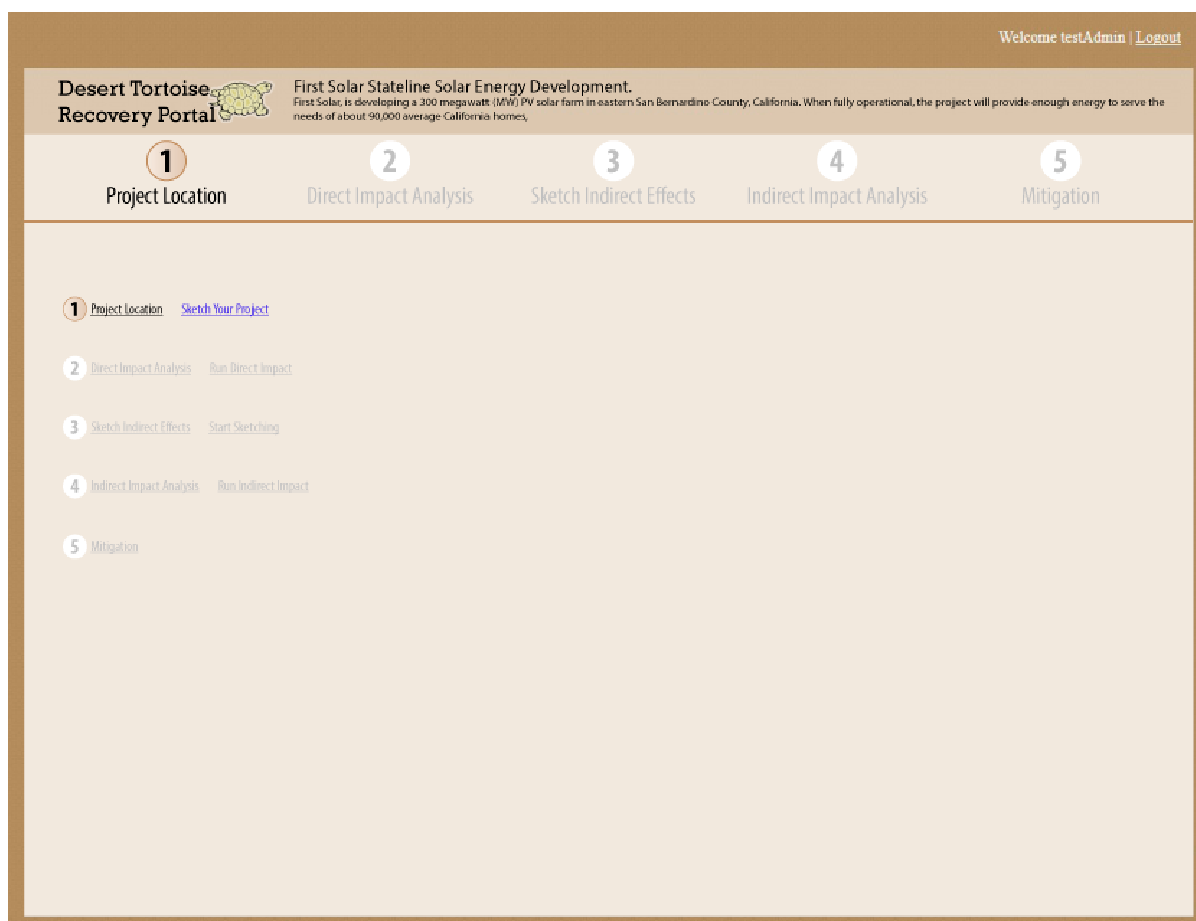 Welcome testAdmin | Logout
Desert Tortoise
Recovery Portal
First Solar Stateline Solar Energy Development.
First Solar, is developing a 300 megawatt (MW) PV solar farm in eastern San Bernardino County, California. When fully operational, the project will provide enough energy to serve the
needs of about 90,000 average California homes,
1 2 3 4 5
Project Location Direct Impact Analysis Sketch Indirect Effects Indirect Impact Analysis Mitigation
1 Project Location Sketch Your Project
2 Direct Impact Analysis Run Direct Impact
3 Sketch Indirect Effects Start Sketching
4 Indirect Impact Analysis Run Indirect Impact
5 Mitigation